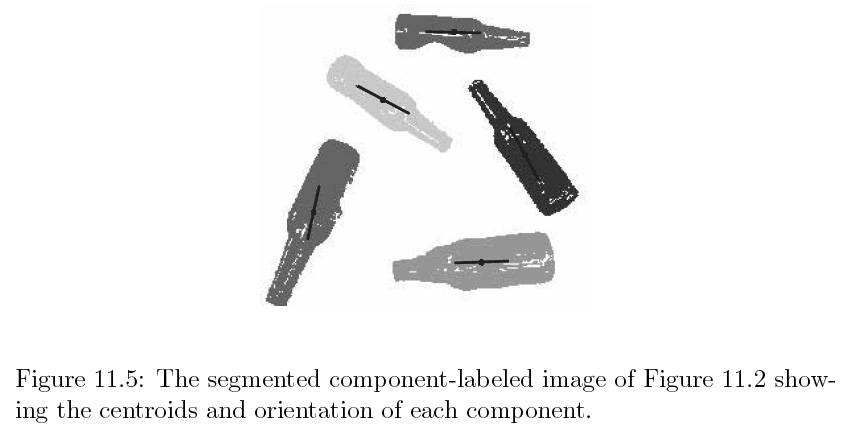 Figure 11.5: The segmented component-labeled image of Figure 11.2 show-
ing the centroids and orientation of each component.